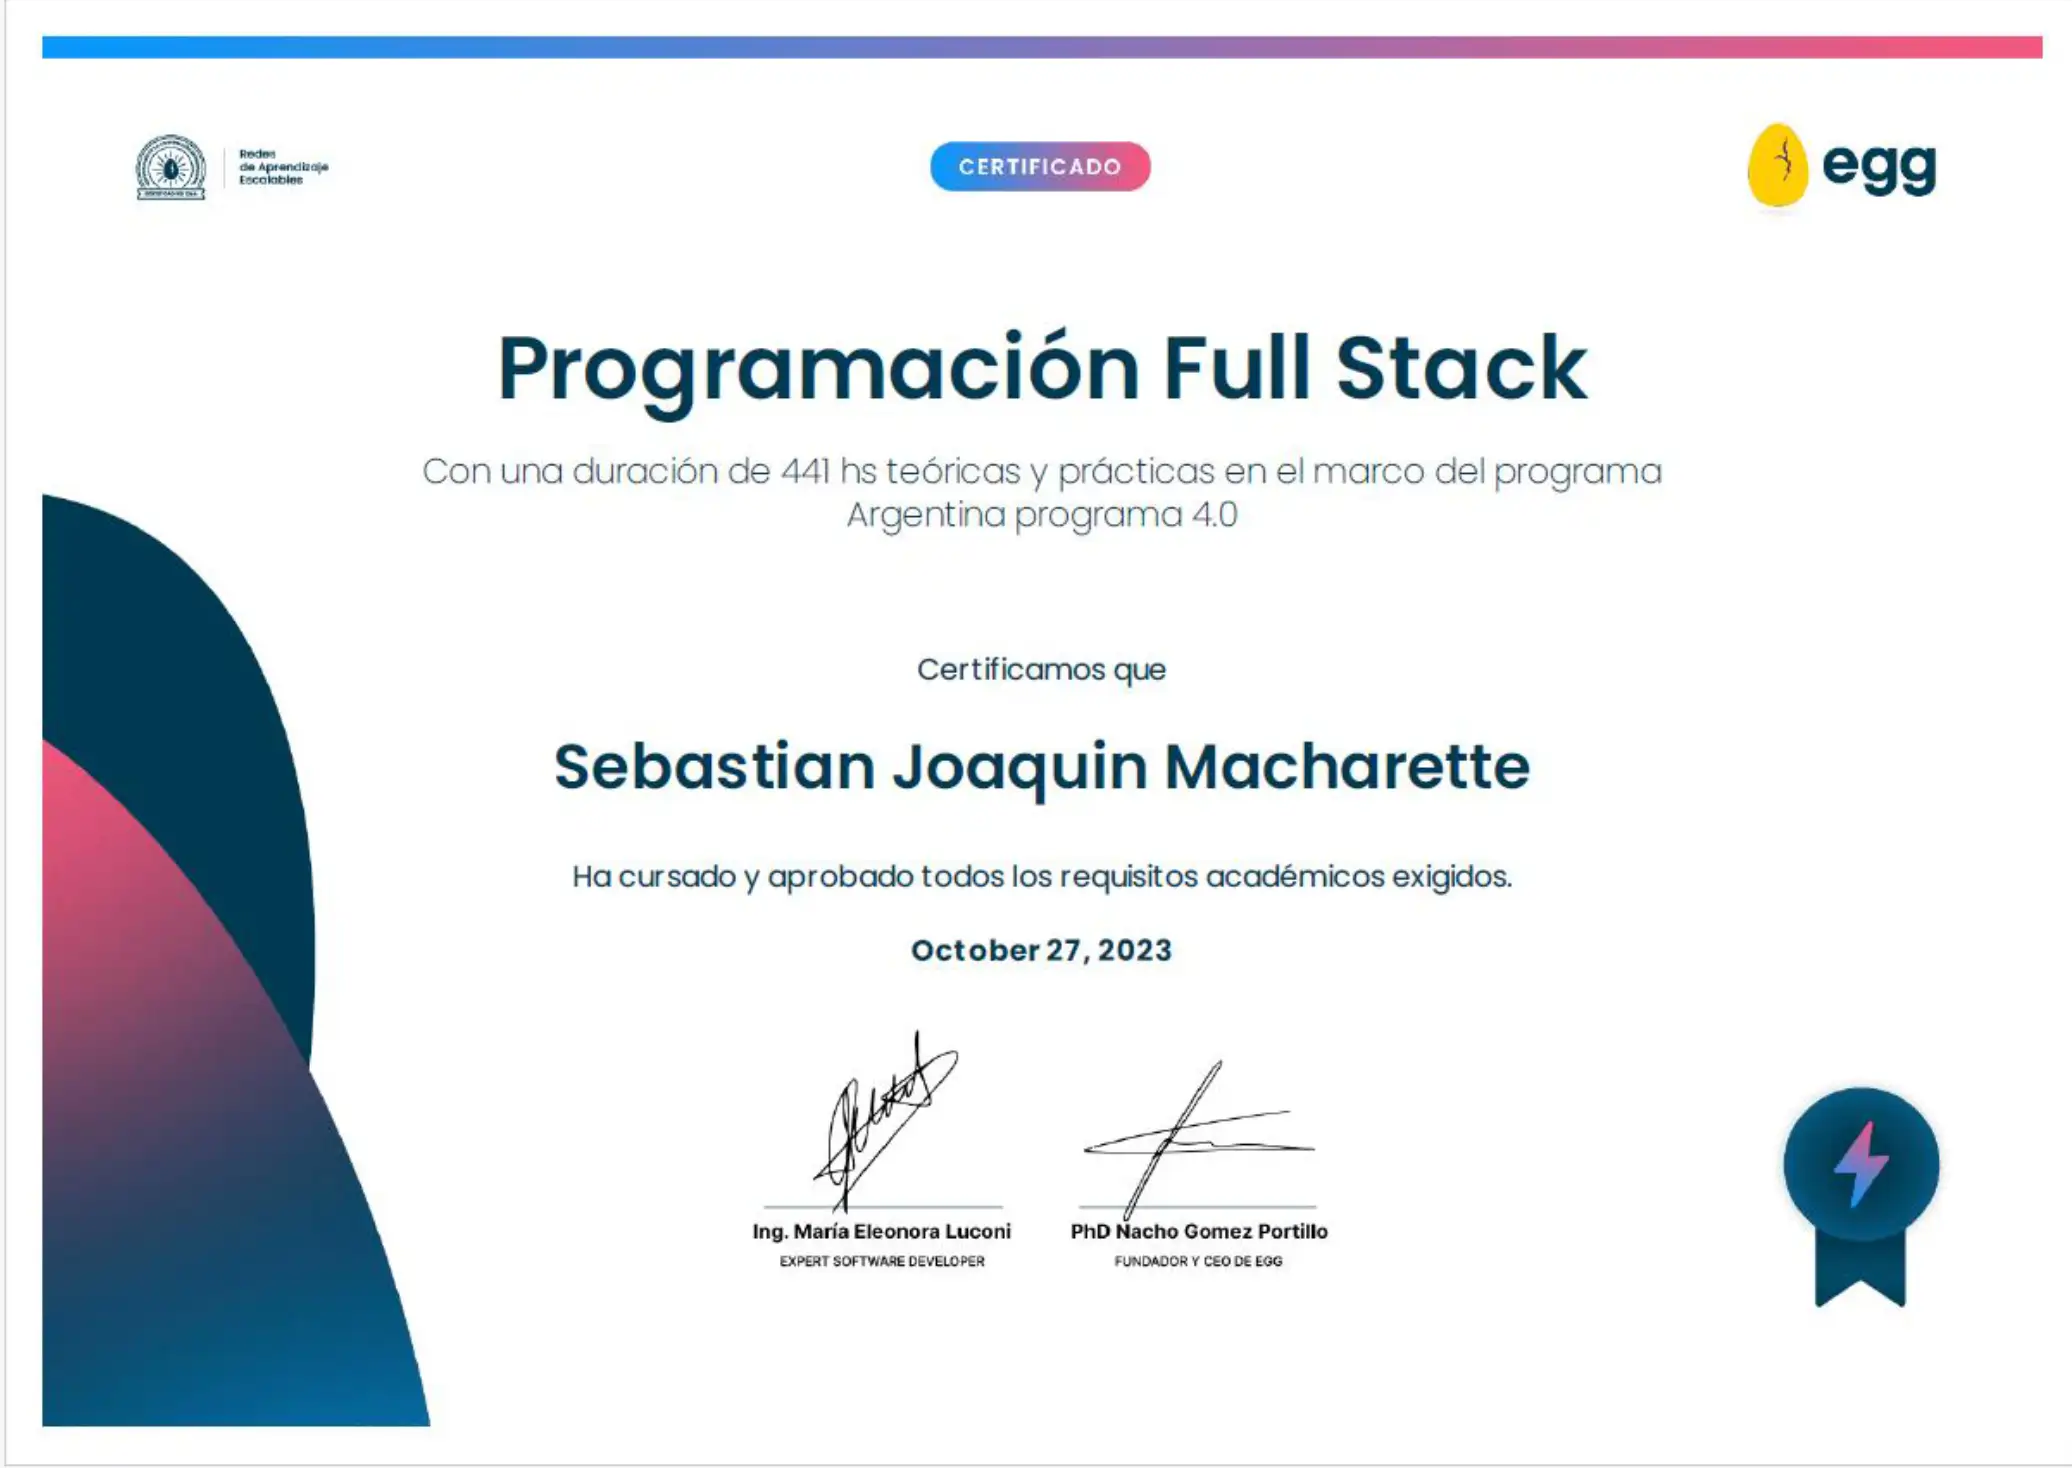 Redes
de Aprendizaje
Escalables
CERTIFICADO
egg
Programación Full Stack
Con una duración de 441 hs teóricas y prácticas en el marco del programa
Argentina programa 4.0
Certificamos que
Sebastian Joaquin Macharette
Ha cursado y aprobado todos los requisitos académicos exigidos.
October 27, 2023
Ing. María Eleonora Luconi
EXPERT SOFTWARE DEVELOPER
PhD Nacho Gomez Portillo
FUNDADOR Y CEO DE EGG